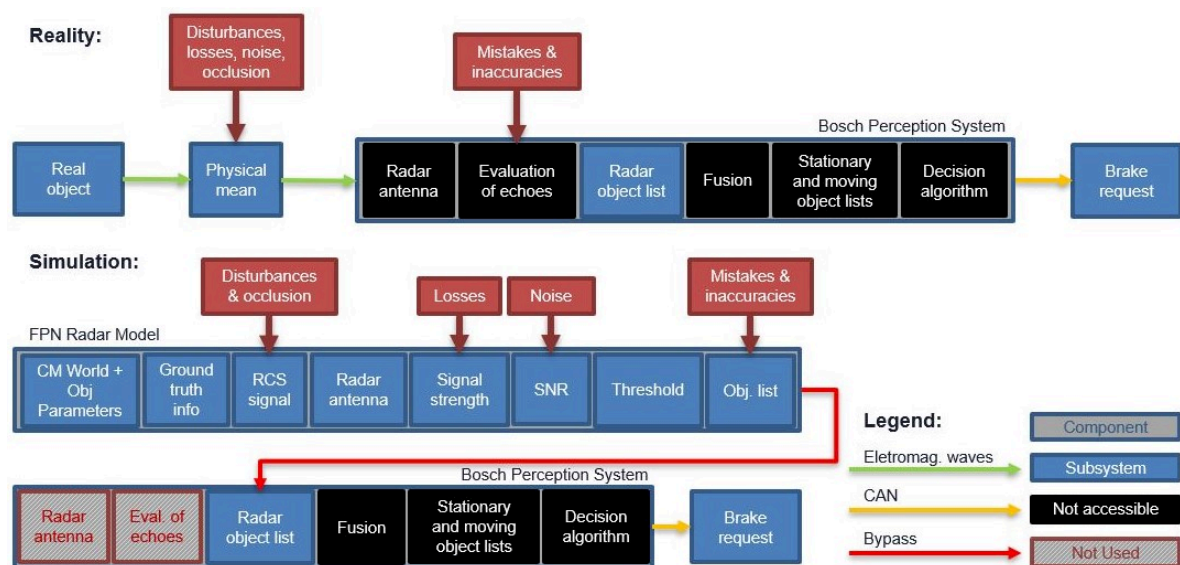 Reality:
Disturbances,
losses, noise,
occlusion
Mistakes &
inaccuracies
Bosch Perception System
Real
object
Physical
mean
Radar
antenna
Evaluation
of echoes
Radar
object list
Fusion
Stationary
and moving
object lists
Decision
algorithm
Brake
request
Simulation:
Disturbances
& occlusion
Losses
Noise
Mistakes &
inaccuracies
FPN Radar Model
CM World +
Obj
Parameters
Ground
truth
info
RCS
signal
Radar
antenna
Signal
strength
SNR
Threshold
Obj. list
Legend:
Component
Eletromag. waves
Subsystem
CAN
Not accessible
Bypass
Not Used
Bosch Perception System
Radar
antenna
Eval. of
echoes
Radar
object list
Fusion
Stationary
and moving
object lists
Decision
algorithm
Brake
request